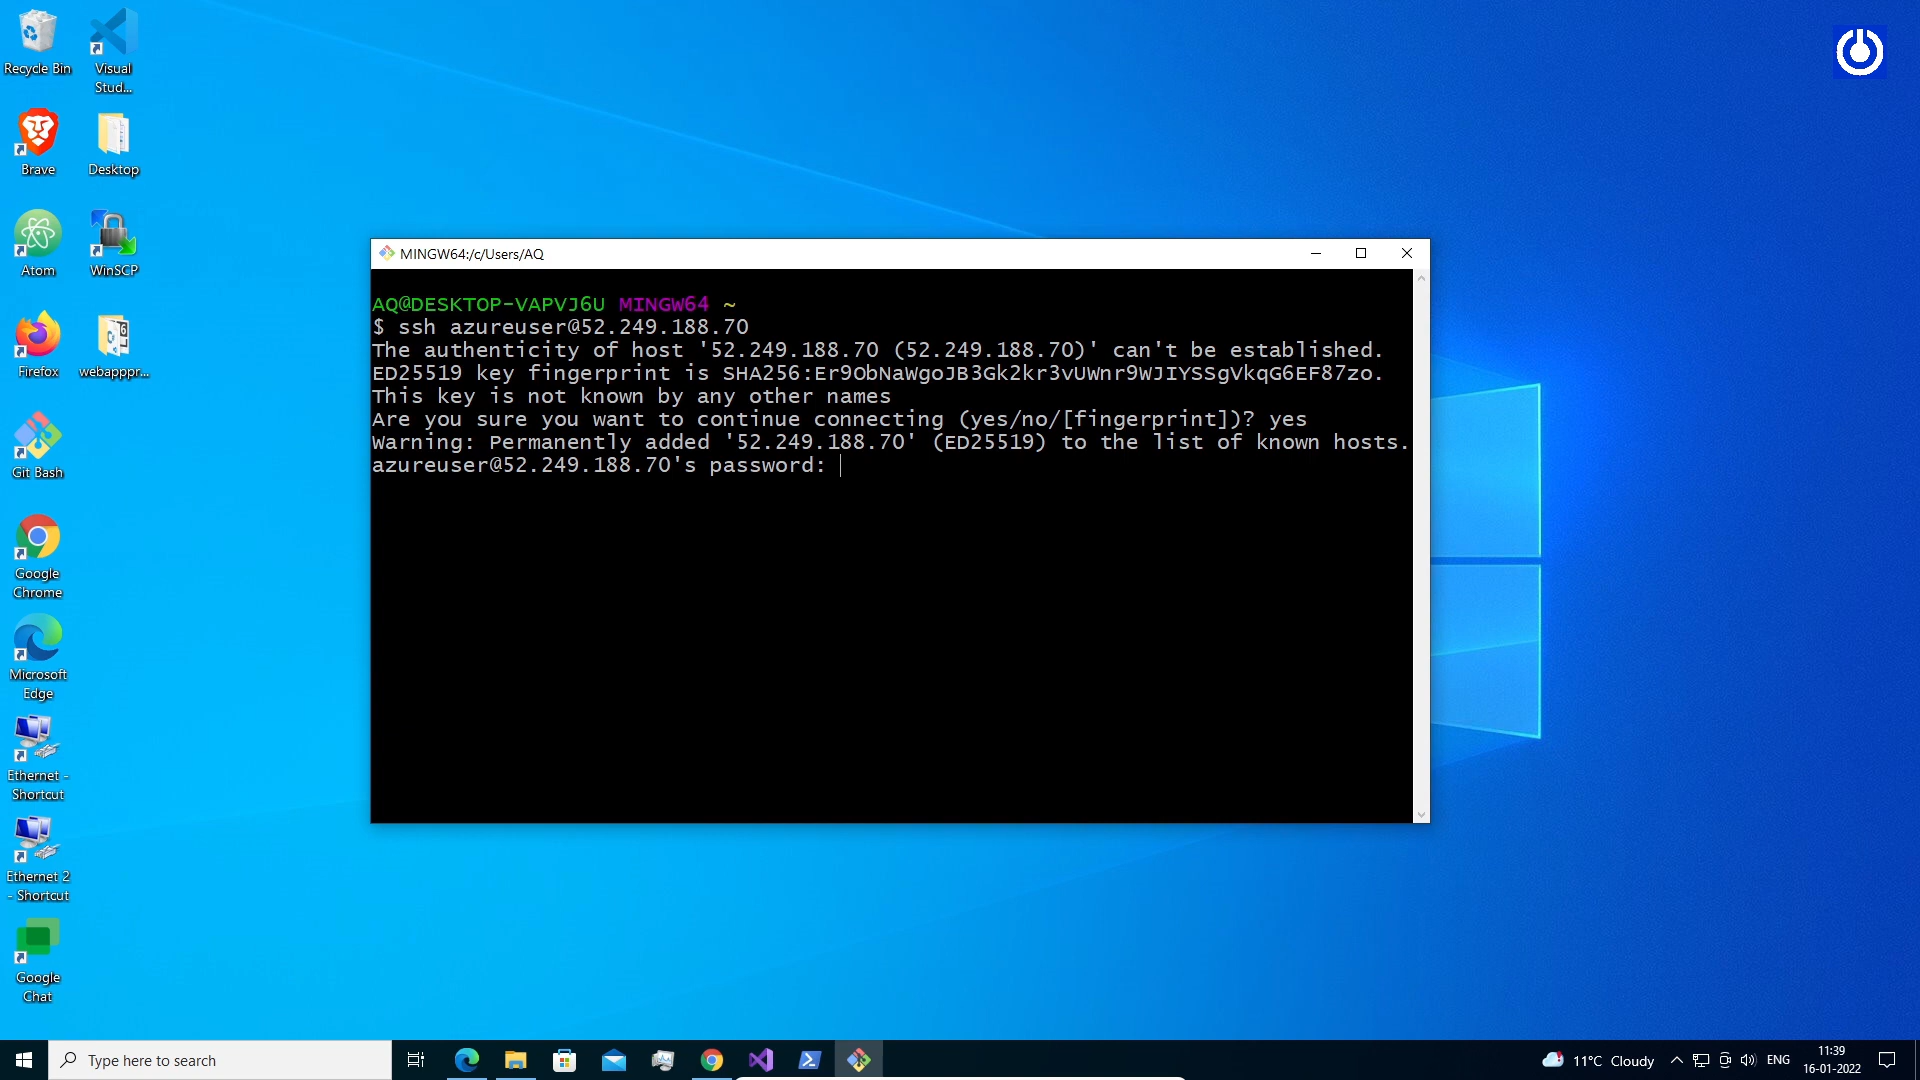 Recycle Bin
Visual
Stud...
Brave
Desktop
Atom
WinSCP
Firefox
webapppr...
Git Bash
Google
Chrome
Microsoft
Edge
Ethernet -
Shortcut
Ethernet 2
- Shortcut
Google
Chat
MINGW64:/c/Users/AQ
AQ@DESKTOP-VAPVJ6U MINGW64 ~
$ ssh azureuser@52.249.188.70
The authenticity of host '52.249.188.70 (52.249.188.70)' can't be established.
ED25519 key fingerprint is SHA256:Er9ObNaWgoJB3Gk2kr3vUWnr9WJIYSSgVkqG6EF87zo.
This key is not known by any other names
Are you sure you want to continue connecting (yes/no/[fingerprint])? yes
Warning: Permanently added '52.249.188.70' (ED25519) to the list of known hosts.
azureuser@52.249.188.70's password:
Type here to search
11°C Cloudy
ENG
11:39
16-01-2022